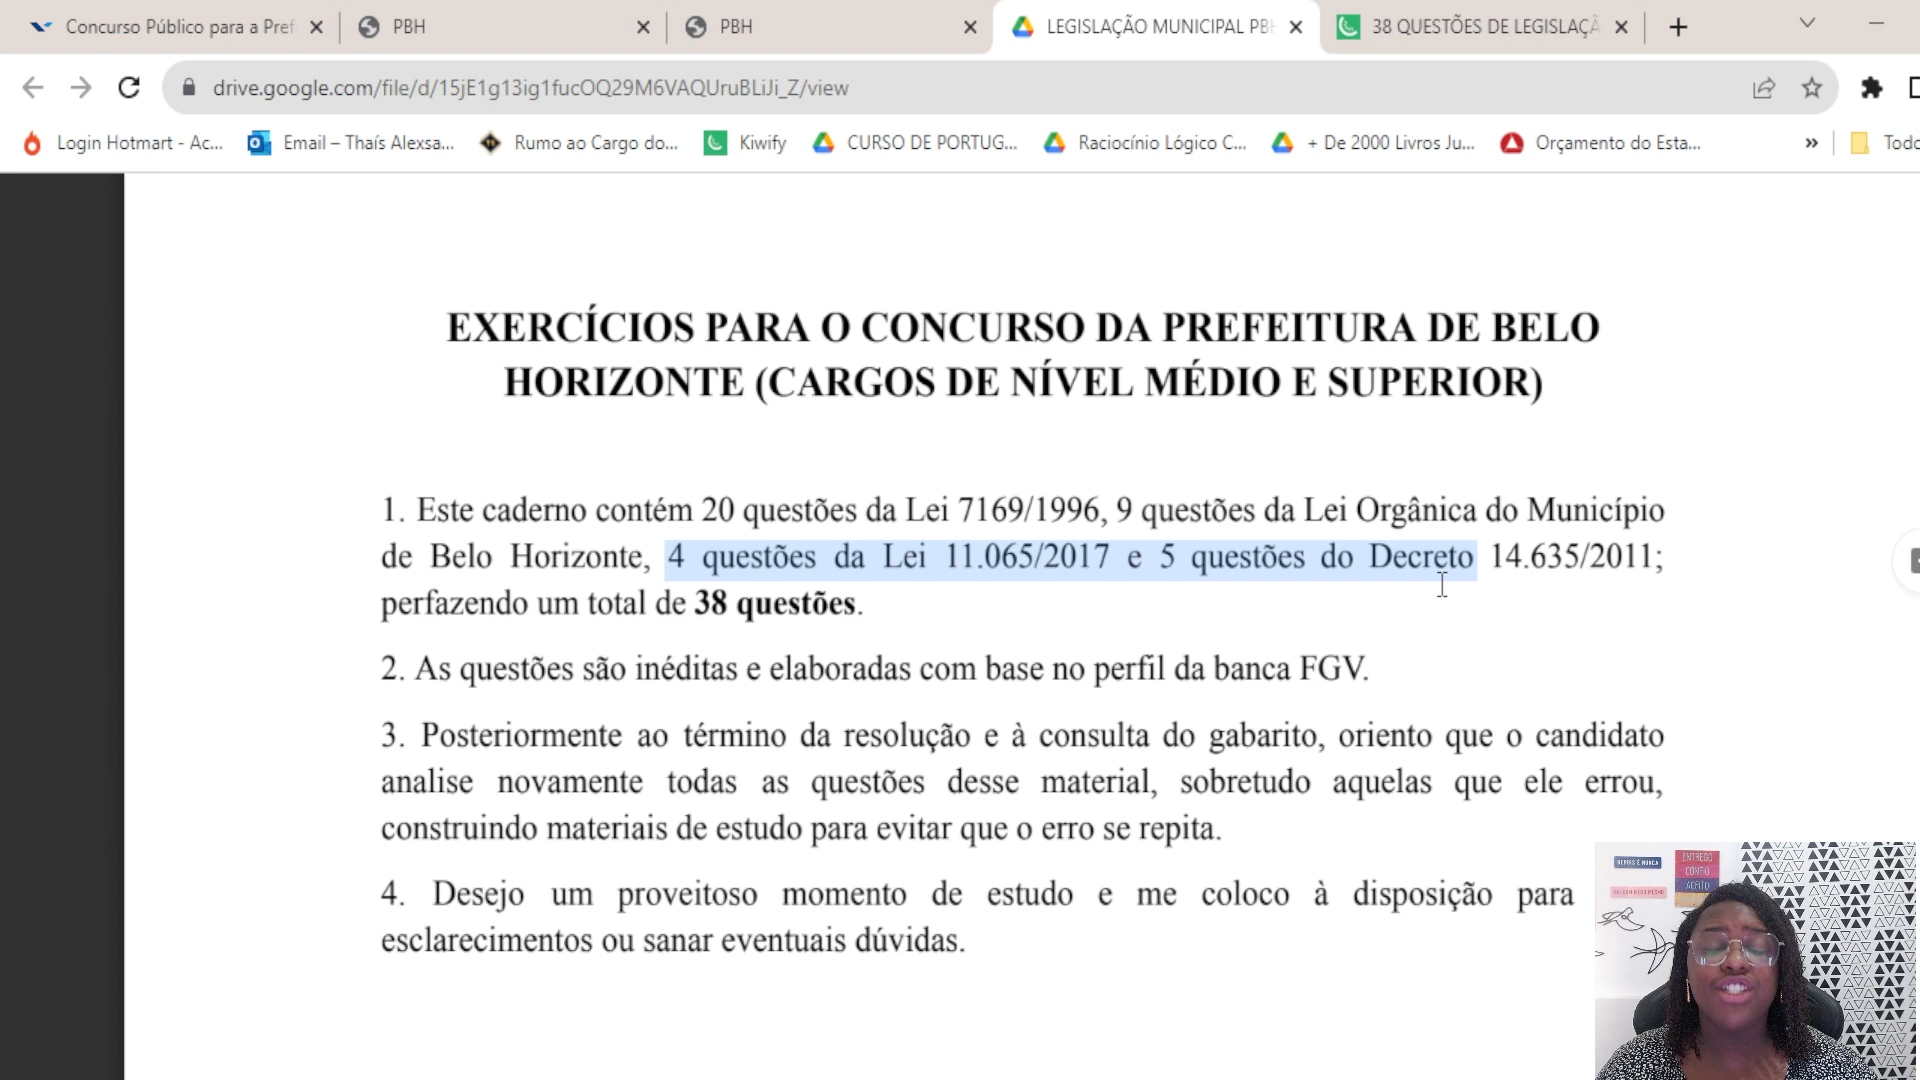 Concurso Público para a Pref
PBH
PBH
LEGISLAÇÃO MUNICIPAL PBH
38 QUESTÕES DE LEGISLAÇÃ
drive.google.com/file/d/15jE1g13ig1fucOQ29M6VAQUruBLiJi_Z/view
Login Hotmart - Ac...
Email – Thaís Alexsa...
Rumo ao Cargo do...
Kiwify
CURSO DE PORTUG...
Raciocínio Lógico C...
+ De 2000 Livros Ju...
Orçamento do Esta...
»
Todo
EXERCÍCIOS PARA O CONCURSO DA PREFEITURA DE BELO
HORIZONTE (CARGOS DE NÍVEL MÉDIO E SUPERIOR)
1. Este caderno contém 20 questões da Lei 7169/1996, 9 questões da Lei Orgânica do Município
de Belo Horizonte, 4 questões da Lei 11.065/2017 e 5 questões do Decreto 14.635/2011;
perfazendo um total de 38 questões.
2. As questões são inéditas e elaboradas com base no perfil da banca FGV.
3. Posteriormente ao término da resolução e à consulta do gabarito, oriento que o candidato
analise novamente todas as questões desse material, sobretudo aquelas que ele errou,
construindo materiais de estudo para evitar que o erro se repita.
4. Desejo um proveitoso momento de estudo e me coloco à disposição para
esclarecimentos ou sanar eventuais dúvidas.
DEPOIS É NUNCA
ENTREGO
CONFIO
ACEITO